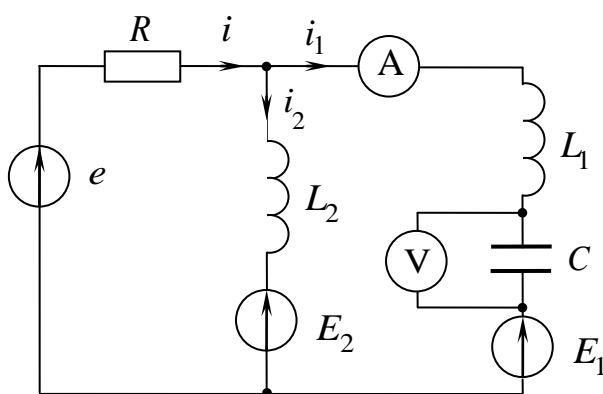 R i i₁ A
i₂
e L₂ L₁
V C
E₂ E₁